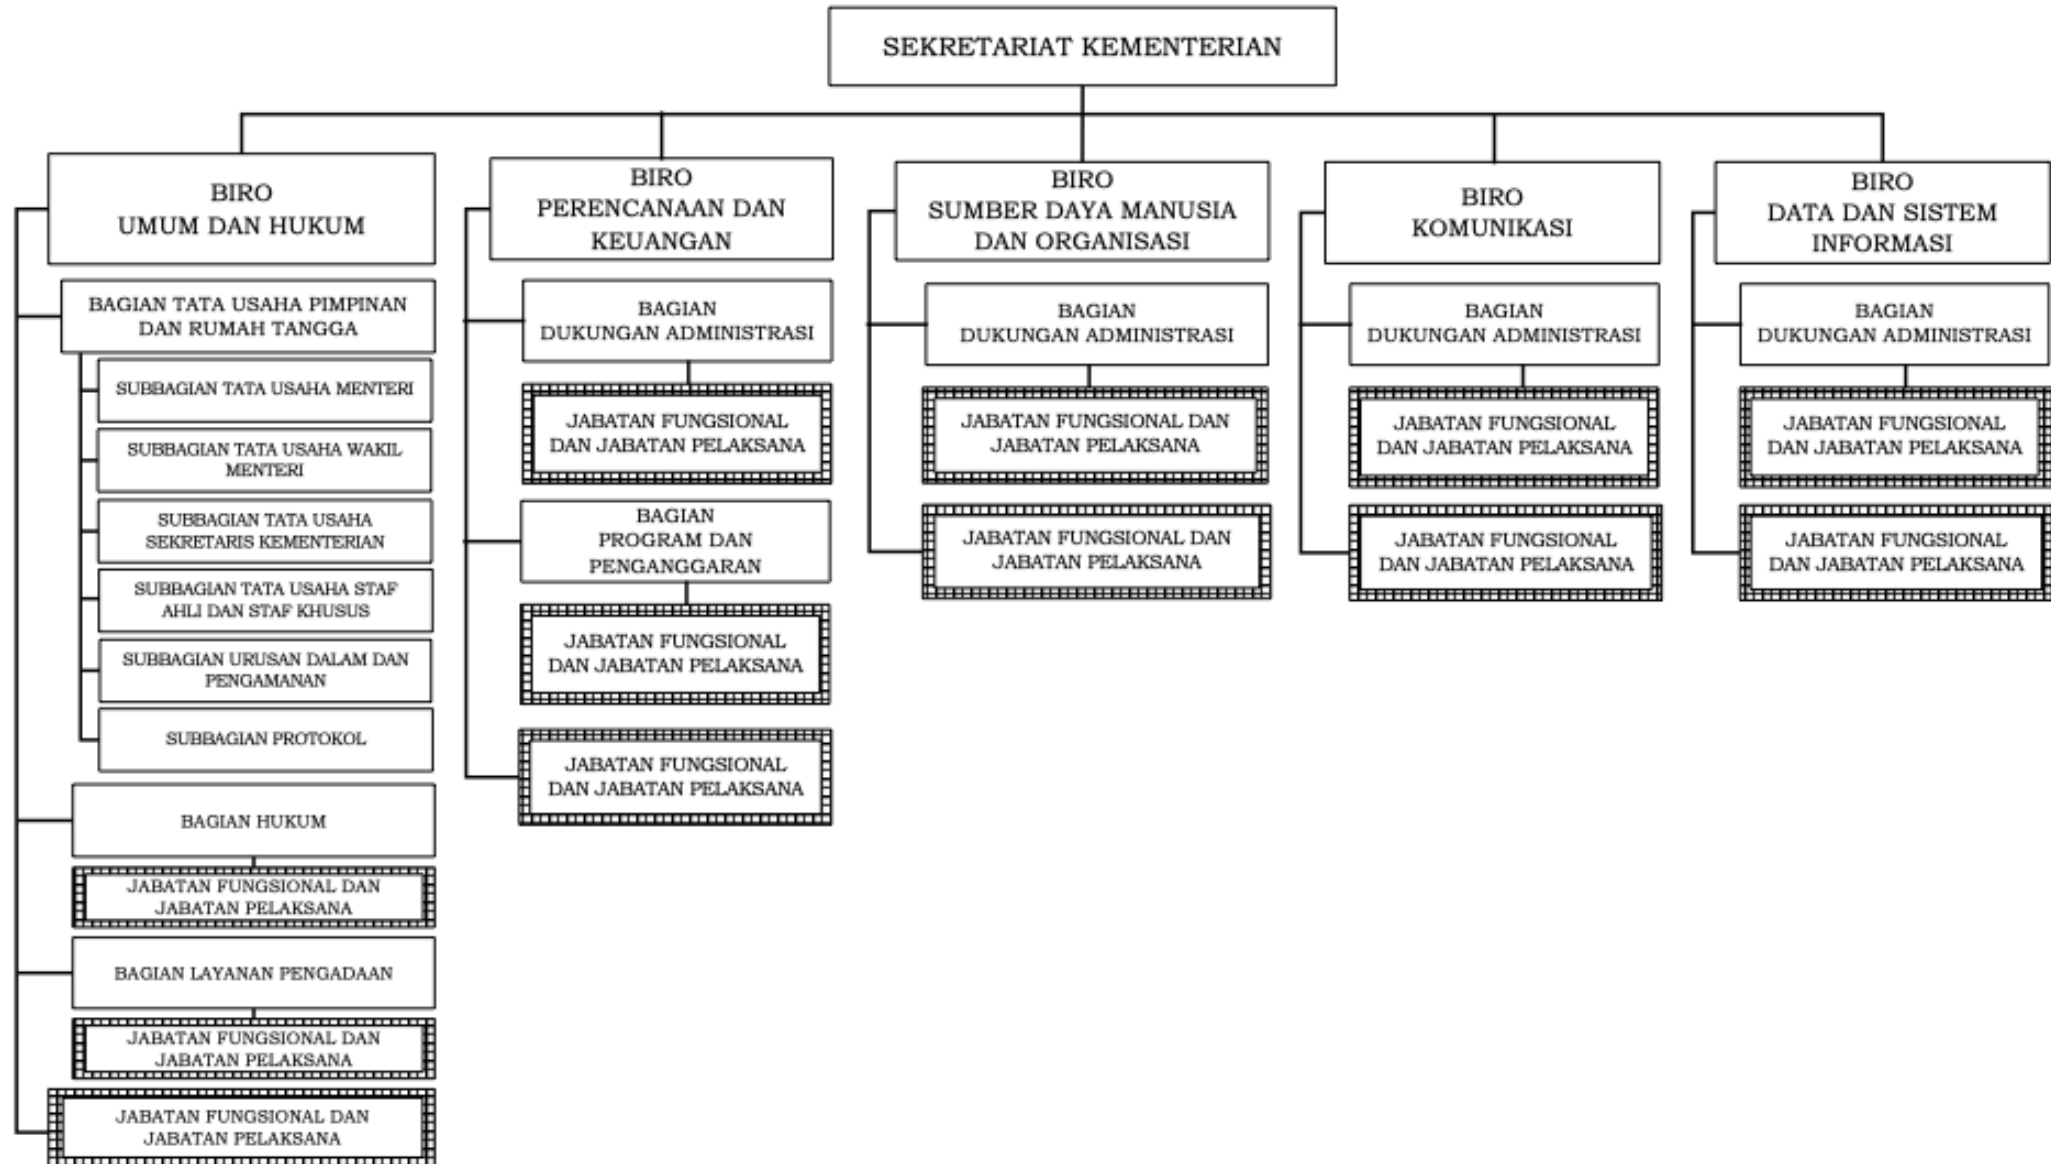 SEKRETARIAT KEMENTERIAN
BIRO
UMUM DAN HUKUM
BAGIAN TATA USAHA PIMPINAN
DAN RUMAH TANGGA
SUBBAGIAN TATA USAHA MENTERI
SUBBAGIAN TATA USAHA WAKIL
MENTERI
SUBBAGIAN TATA USAHA
SEKRETARIS KEMENTERIAN
SUBBAGIAN TATA USAHA STAF
AHLI DAN STAF KHUSUS
SUBBAGIAN URUSAN DALAM DAN
PENGAMANAN
SUBBAGIAN PROTOKOL
BAGIAN HUKUM
JABATAN FUNGSIONAL DAN
JABATAN PELAKSANA
BAGIAN LAYANAN PENGADAAN
JABATAN FUNGSIONAL DAN
JABATAN PELAKSANA
JABATAN FUNGSIONAL DAN
JABATAN PELAKSANA
BIRO
PERENCANAAN DAN
KEUANGAN
BAGIAN
DUKUNGAN ADMINISTRASI
JABATAN FUNGSIONAL
DAN JABATAN PELAKSANA
BAGIAN
PROGRAM DAN
PENGANGGARAN
JABATAN FUNGSIONAL
DAN JABATAN PELAKSANA
JABATAN FUNGSIONAL
DAN JABATAN PELAKSANA
BIRO
SUMBER DAYA MANUSIA
DAN ORGANISASI
BAGIAN
DUKUNGAN ADMINISTRASI
JABATAN FUNGSIONAL DAN
JABATAN PELAKSANA
JABATAN FUNGSIONAL DAN
JABATAN PELAKSANA
BIRO
KOMUNIKASI
BAGIAN
DUKUNGAN ADMINISTRASI
JABATAN FUNGSIONAL
DAN JABATAN PELAKSANA
JABATAN FUNGSIONAL
DAN JABATAN PELAKSANA
BIRO
DATA DAN SISTEM
INFORMASI
BAGIAN
DUKUNGAN ADMINISTRASI
JABATAN FUNGSIONAL
DAN JABATAN PELAKSANA
JABATAN FUNGSIONAL
DAN JABATAN PELAKSANA